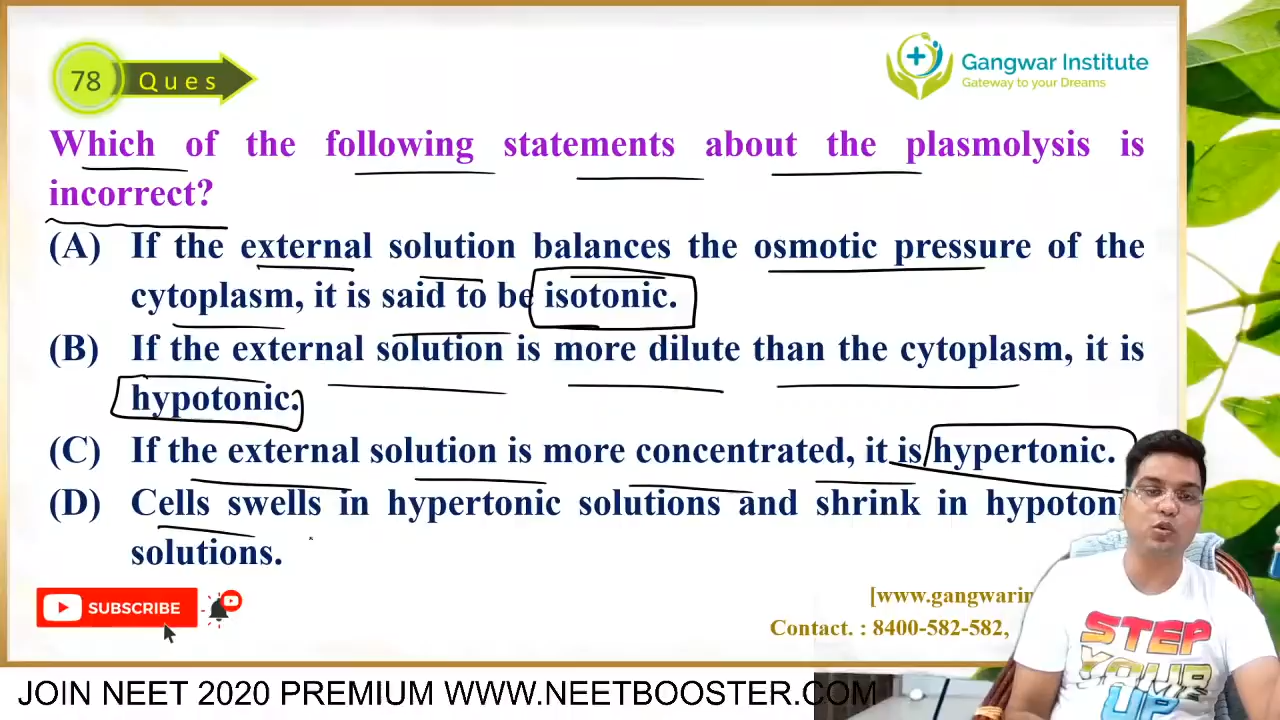 78 Ques
Gangwar Institute
Gateway to your Dreams
Which of the following statements about the plasmolysis is
incorrect?
(A) If the external solution balances the osmotic pressure of the
cytoplasm, it is said to be isotonic.
(B) If the external solution is more dilute than the cytoplasm, it is
hypotonic.
(C) If the external solution is more concentrated, it is hypertonic.
(D) Cells swells in hypertonic solutions and shrink in
solutions.
SUBSCRIBE
Contact. : 8400-582-582,
STEP
YOUR
UP
JOIN NEET 2020 PREMIUM WWW.NEETBOOSTER.COM